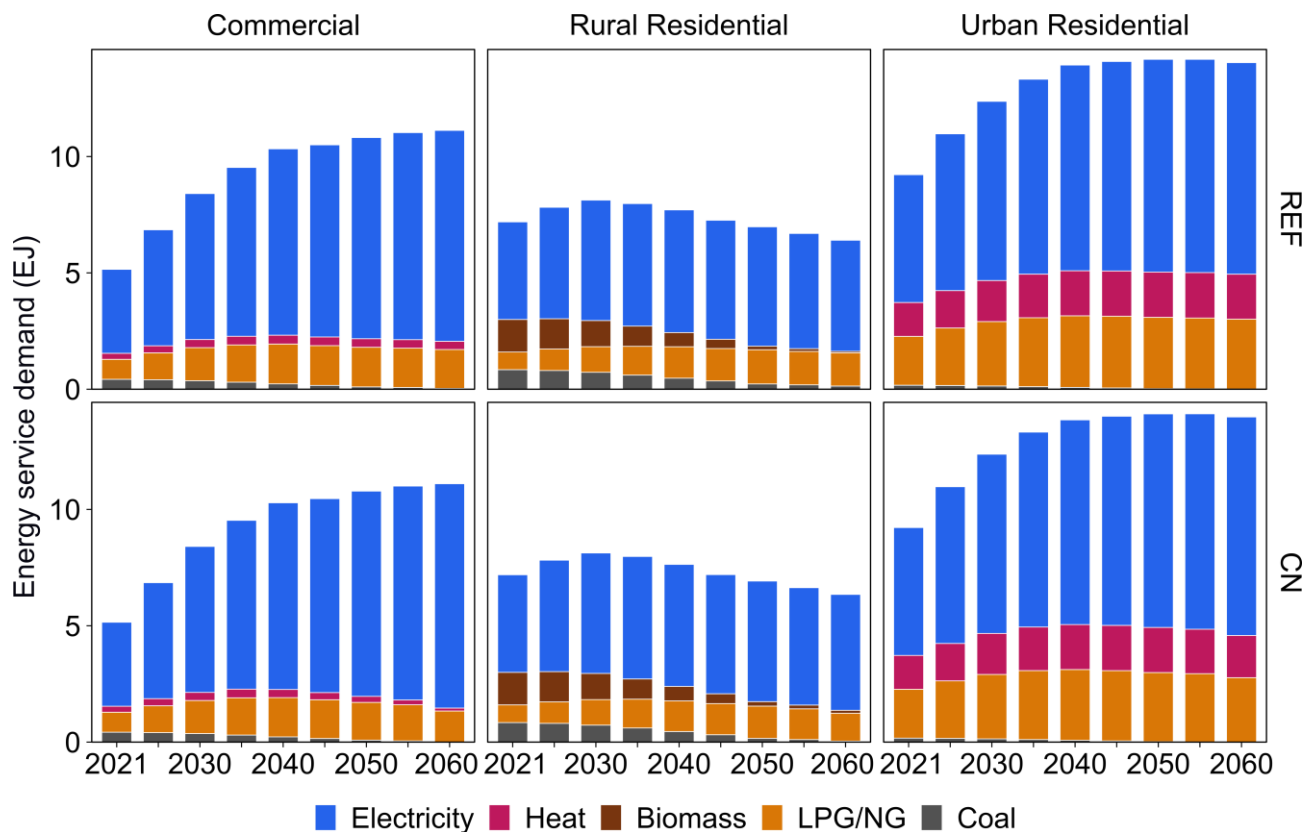 Commercial Rural Residential Urban Residential
Energy service demand (EJ)
10
5
0
REF
10
5
0
CN
2021 2030 2040 2050 2060 2021 2030 2040 2050 2060 2021 2030 2040 2050 2060
Electricity Heat Biomass LPG/NG Coal